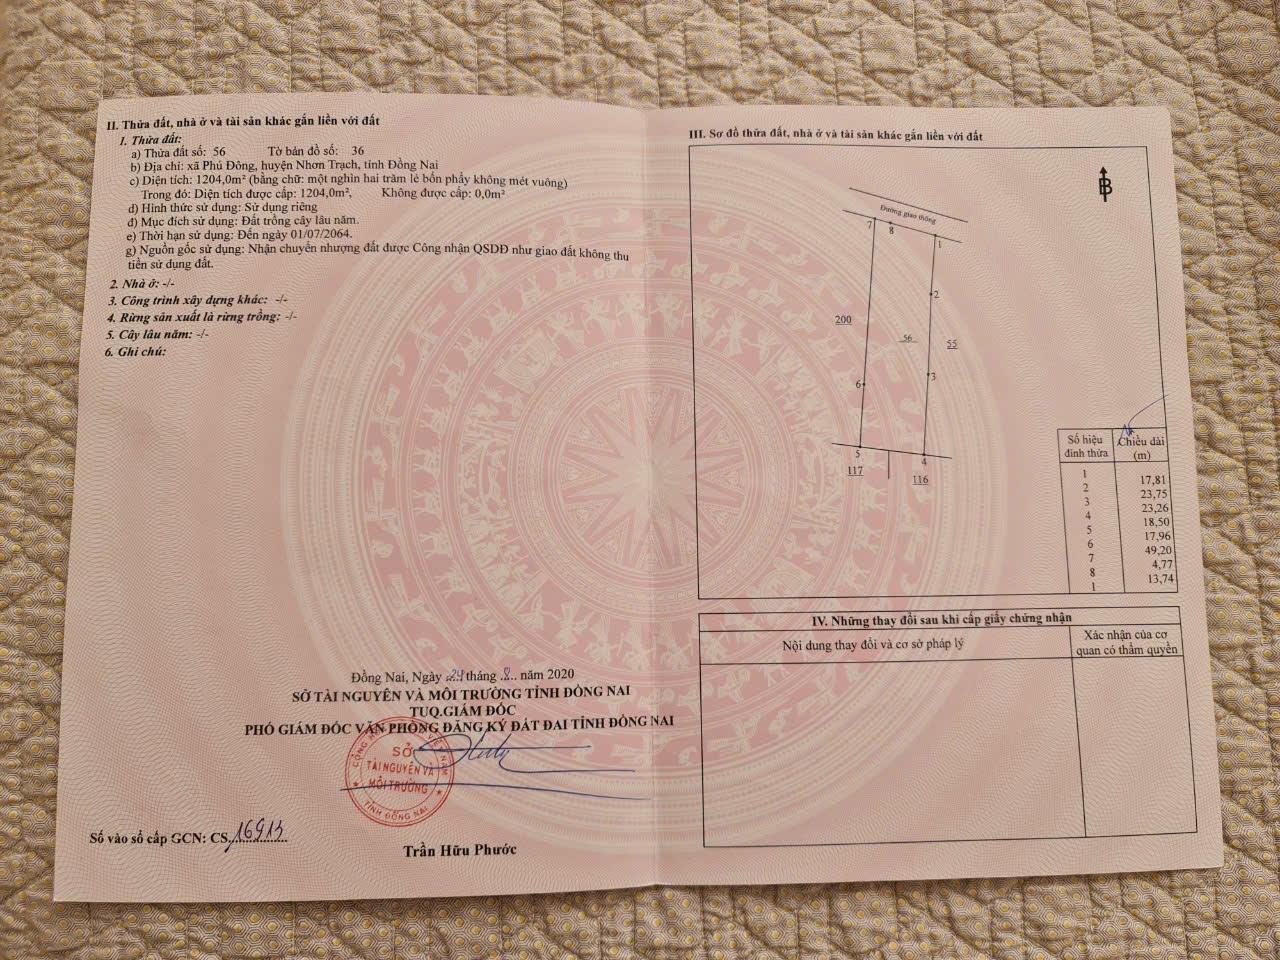 II. Thửa đất, nhà ở và tài sản khác gắn liền với đất
1. Thửa đất:
a) Thửa đất số: 56 Tờ bản đồ số: 36
b) Địa chỉ: xã Phú Đông, huyện Nhơn Trạch, tỉnh Đồng Nai
c) Diện tích: 1204,0m² (bằng chữ: một nghìn hai trăm lẻ bốn phẩy không mét vuông)
Trong đó: Diện tích được cấp: 1204,0m², Không được cấp: 0,0m²
d) Hình thức sử dụng: Sử dụng riêng
đ) Mục đích sử dụng: Đất trồng cây lâu năm.
e) Thời hạn sử dụng: Đến ngày 01/07/2064.
g) Nguồn gốc sử dụng: Nhận chuyển nhượng đất được Công nhận QSDĐ như giao đất không thu
tiền sử dụng đất.
2. Nhà ở: -/-
3. Công trình xây dựng khác: -/-
4. Rừng sản xuất là rừng trồng: -/-
5. Cây lâu năm: -/-
6. Ghi chú:
Đồng Nai, Ngày 24 tháng .8.. năm 2020
SỞ TÀI NGUYÊN VÀ MÔI TRƯỜNG TỈNH ĐỒNG NAI
TUQ.GIÁM ĐỐC
PHÓ GIÁM ĐỐC VĂN PHÒNG ĐĂNG KÝ ĐẤT ĐAI TỈNH ĐỒNG NAI
SỞ
TÀI NGUYÊN VÀ
MÔI TRƯỜNG
TỈNH ĐỒNG NAI
Số vào sổ cấp GCN: CS.16913
Trần Hữu Phước
III. Sơ đồ thửa đất, nhà ở và tài sản khác gắn liền với đất
B
Đường giao thông
7
8
1
2
200
56
55
3
6
5
4
117
116
Số hiệu đỉnh thửa
Chiều dài (m)
1
17,81
2
23,75
3
23,26
4
18,50
5
17,96
6
49,20
7
4,77
8
13,74
1
IV. Những thay đổi sau khi cấp giấy chứng nhận
Nội dung thay đổi và cơ sở pháp lý
Xác nhận của cơ
quan có thẩm quyền